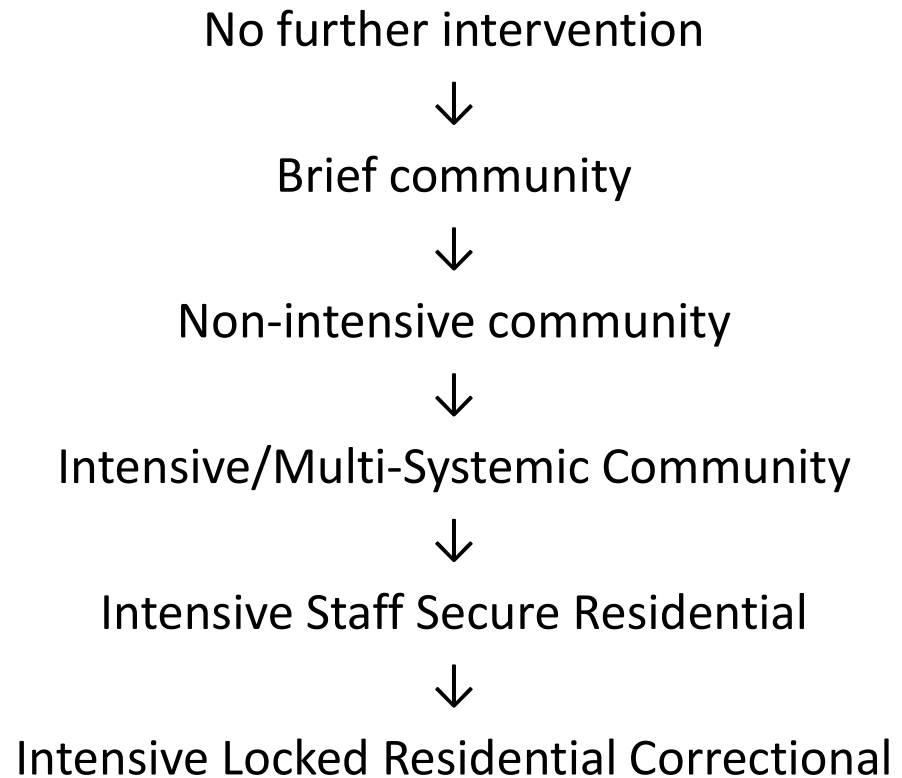 No further intervention
↓
Brief community
↓
Non-intensive community
↓
Intensive/Multi-Systemic Community
↓
Intensive Staff Secure Residential
↓
Intensive Locked Residential Correctional